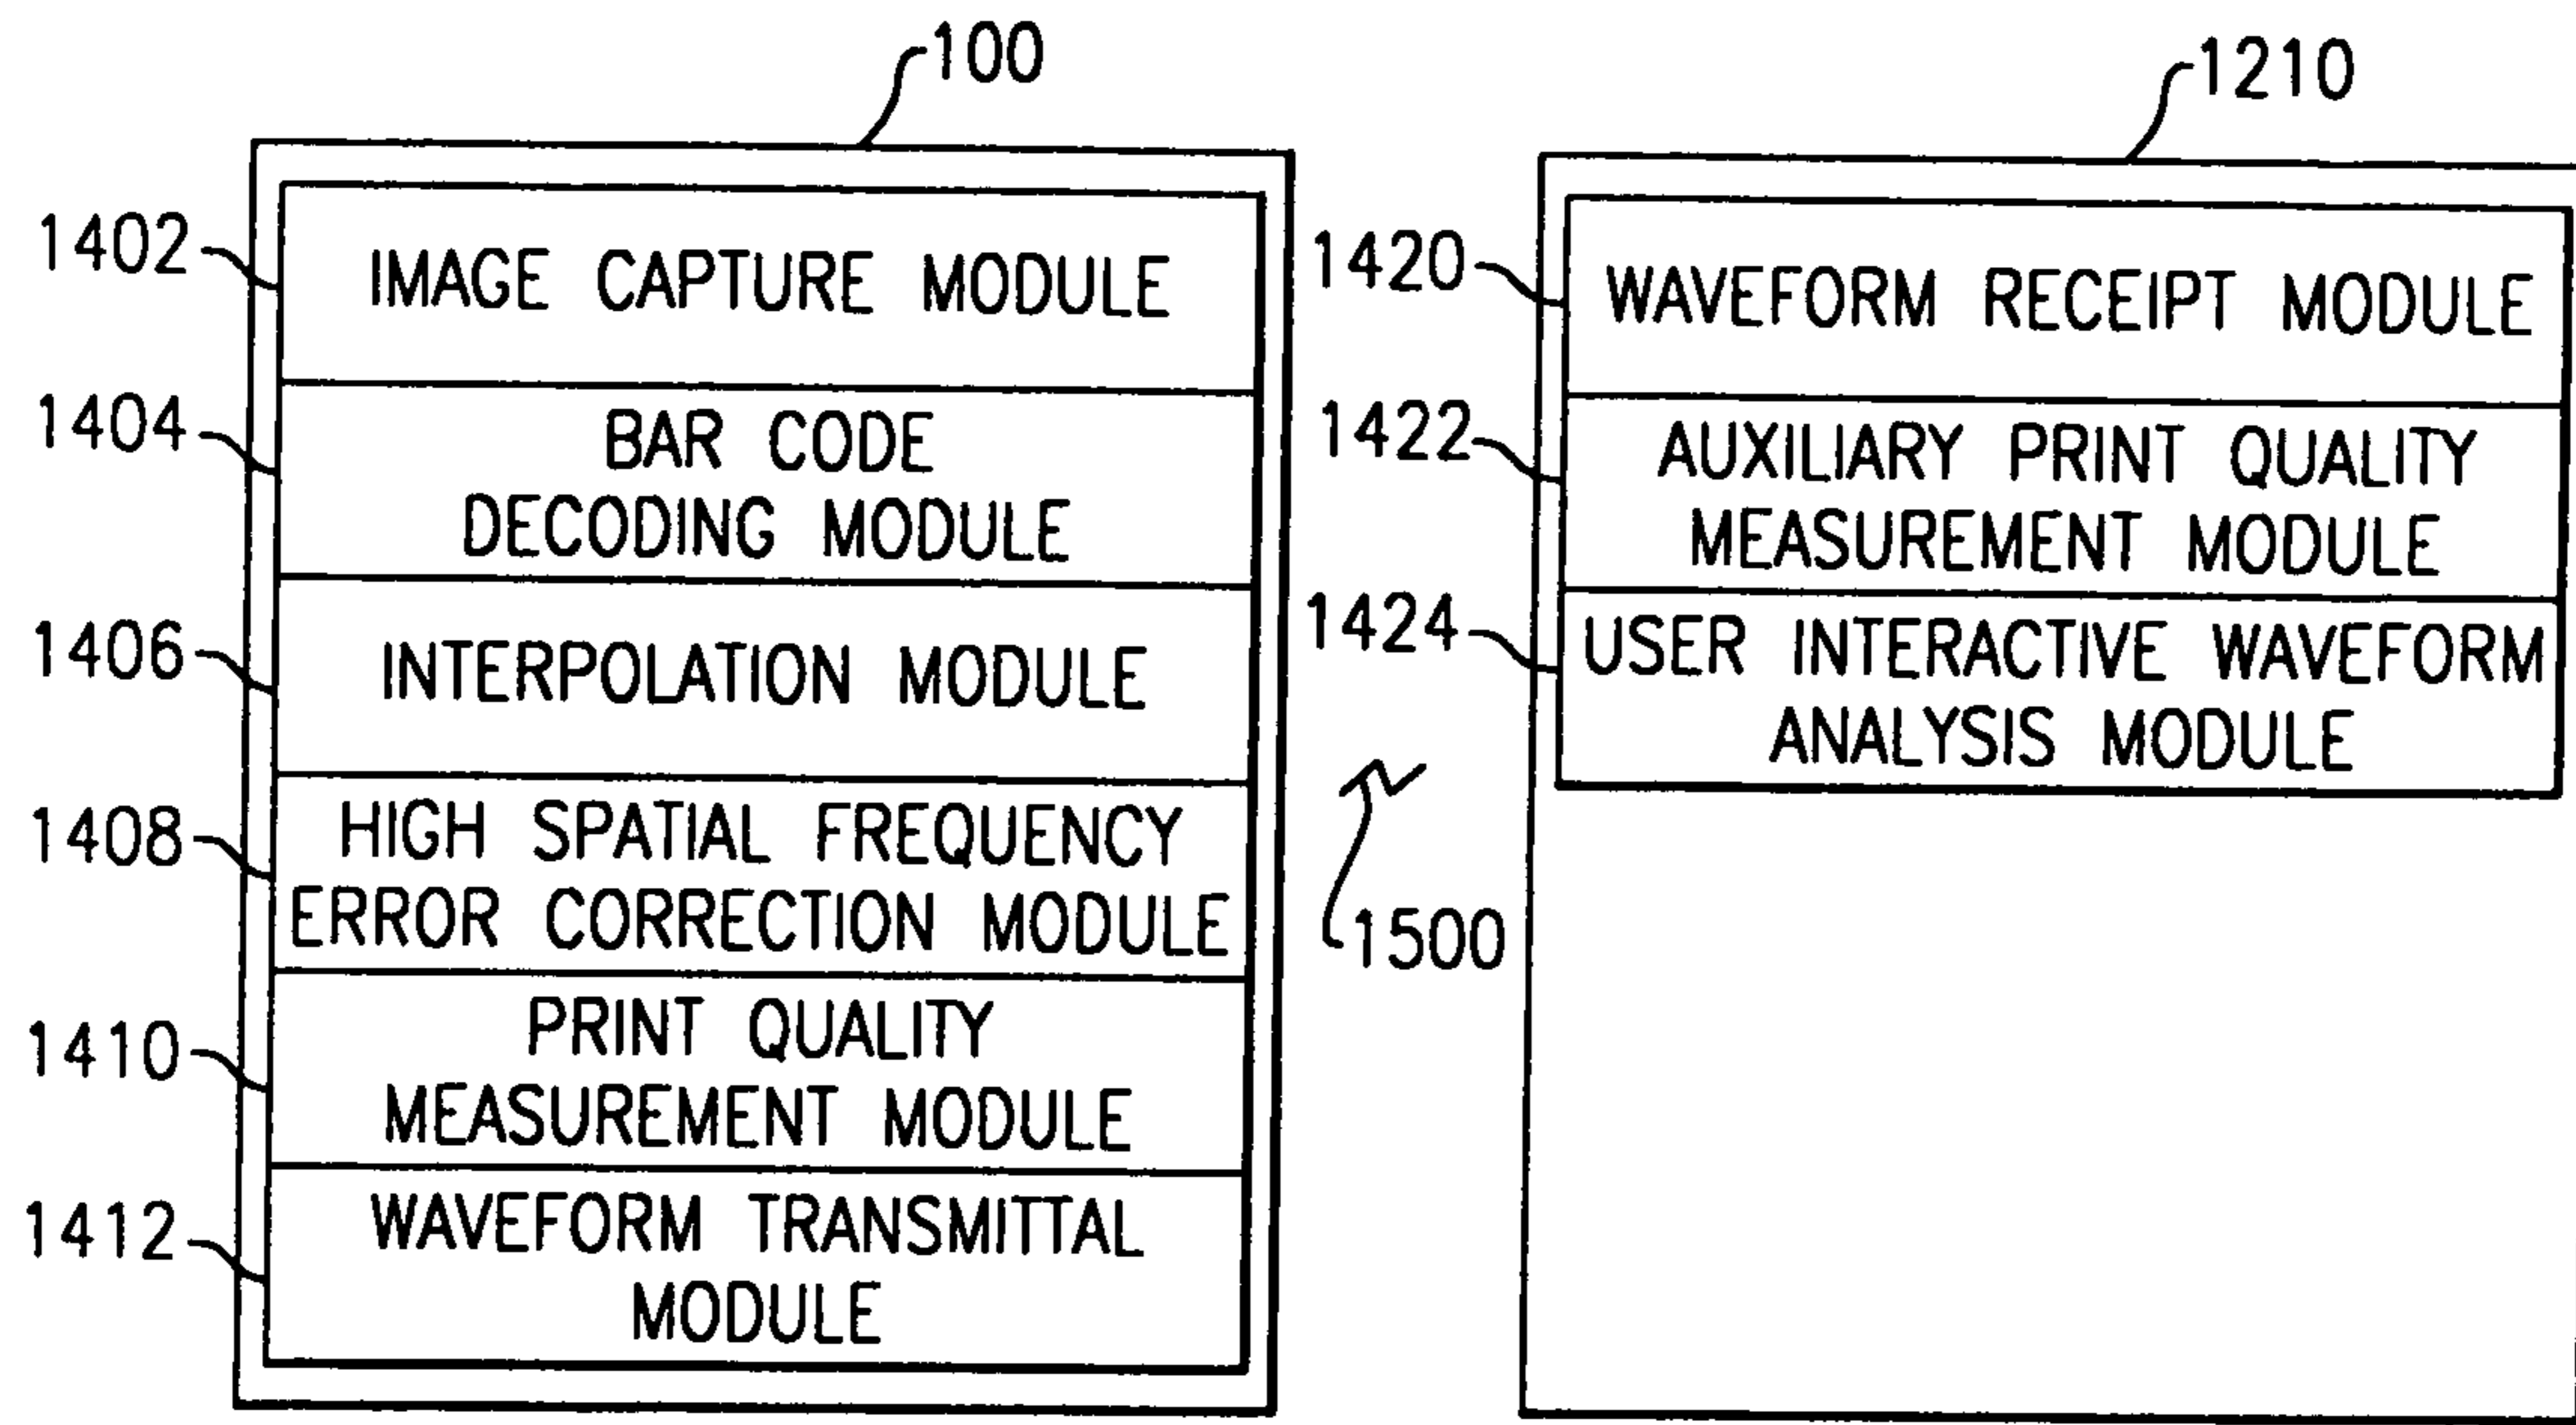 100
1402
IMAGE CAPTURE MODULE
1404
BAR CODE
DECODING MODULE
1406
INTERPOLATION MODULE
1408
HIGH SPATIAL FREQUENCY
ERROR CORRECTION MODULE
1410
PRINT QUALITY
MEASUREMENT MODULE
1412
WAVEFORM TRANSMITTAL
MODULE
1500
1210
1420
WAVEFORM RECEIPT MODULE
1422
AUXILIARY PRINT QUALITY
MEASUREMENT MODULE
1424
USER INTERACTIVE WAVEFORM
ANALYSIS MODULE